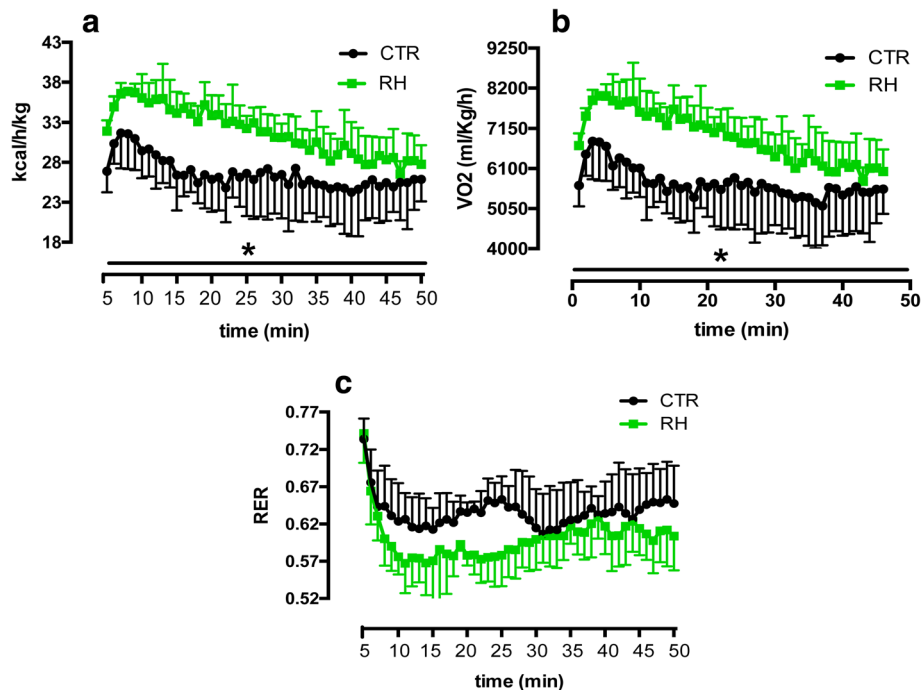 a
CTR
RH
kcal/h/kg
43
38
33
28
23
18
*
5 10 15 20 25 30 35 40 45 50
time (min)
b
CTR
RH
VO2 (ml/Kg/h)
9250
8200
7150
6100
5050
4000
*
0 10 20 30 40 50
time (min)
c
CTR
RH
RER
0.77
0.72
0.67
0.62
0.57
0.52
5 10 15 20 25 30 35 40 45 50
time (min)